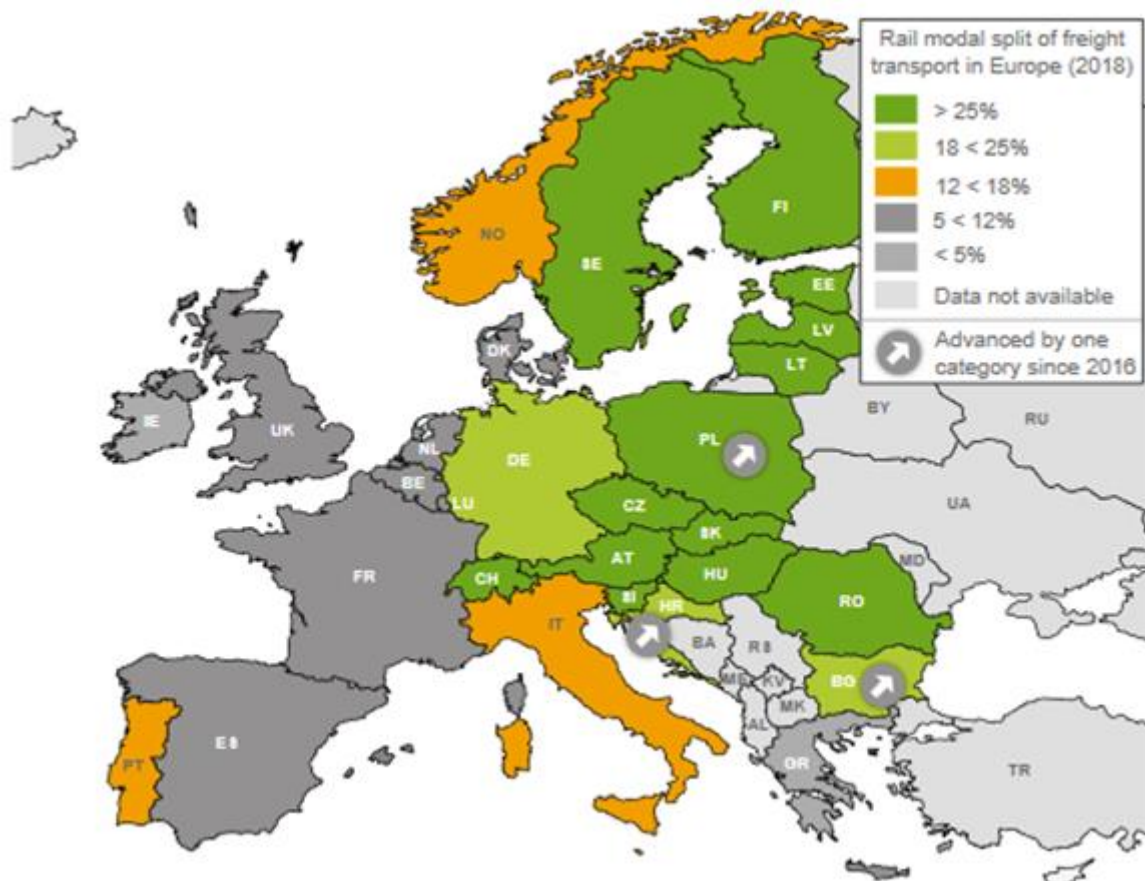 Rail modal split of freight
transport in Europe (2018)
> 25%
18 < 25%
12 < 18%
5 < 12%
< 5%
Data not available
Advanced by one
category since 2016
NO
SE
FI
EE
LV
LT
DK
IE
UK
NL
BE
LU
DE
PL
BY
RU
UA
CZ
SK
AT
HU
MD
FR
CH
SI
HR
RO
IT
BA
RS
ME
KV
BG
MK
AL
PT
ES
GR
TR